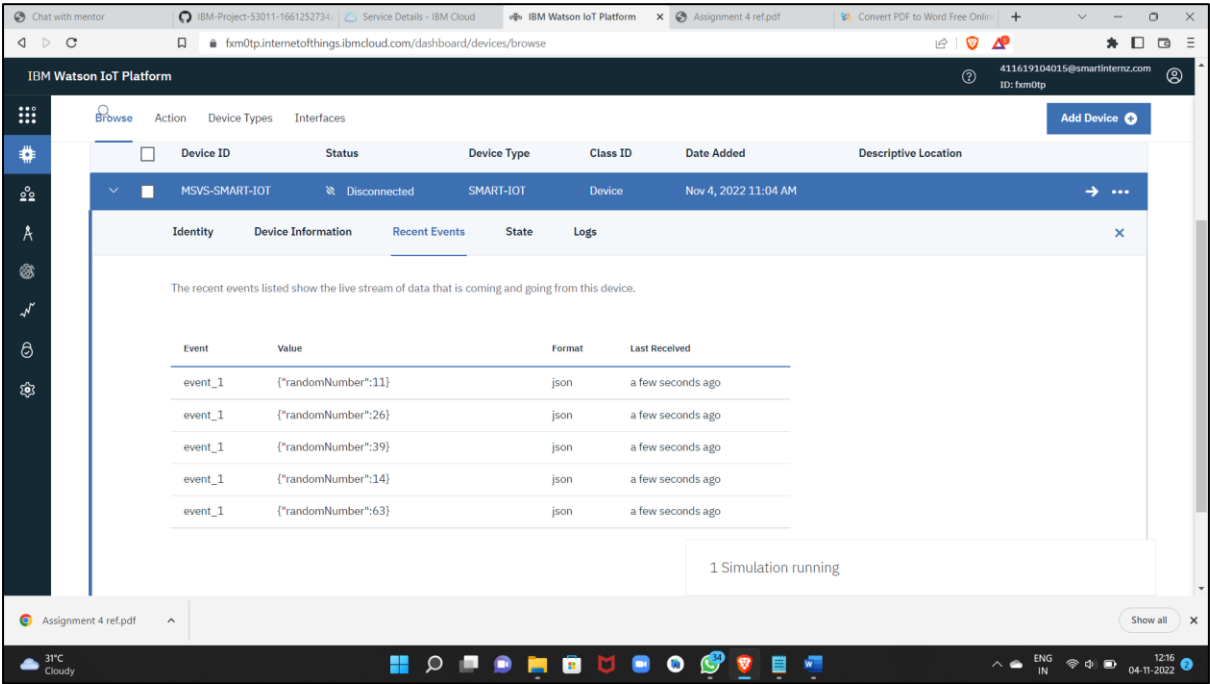 Chat with mentor IBM-Project-53011-1661252734/ Service Details - IBM Cloud IBM Watson IoT Platform Assignment 4 ref.pdf Convert PDF to Word Free Onlin
fxm0tp.internetofthings.ibmcloud.com/dashboard/devices/browse
IBM Watson IoT Platform
411619104015@smartinternz.com
ID: fxm0tp
Browse Action Device Types Interfaces Add Device
Device ID Status Device Type Class ID Date Added Descriptive Location
MSVS-SMART-IOT Disconnected SMART-IOT Device Nov 4, 2022 11:04 AM
Identity Device Information Recent Events State Logs
The recent events listed show the live stream of data that is coming and going from this device.
Event Value Format Last Received
event_1 {"randomNumber":11} json a few seconds ago
event_1 {"randomNumber":26} json a few seconds ago
event_1 {"randomNumber":39} json a few seconds ago
event_1 {"randomNumber":14} json a few seconds ago
event_1 {"randomNumber":63} json a few seconds ago
1 Simulation running
Assignment 4 ref.pdf Show all
31°C
Cloudy
34
ENG
IN
12:16
04-11-2022
2